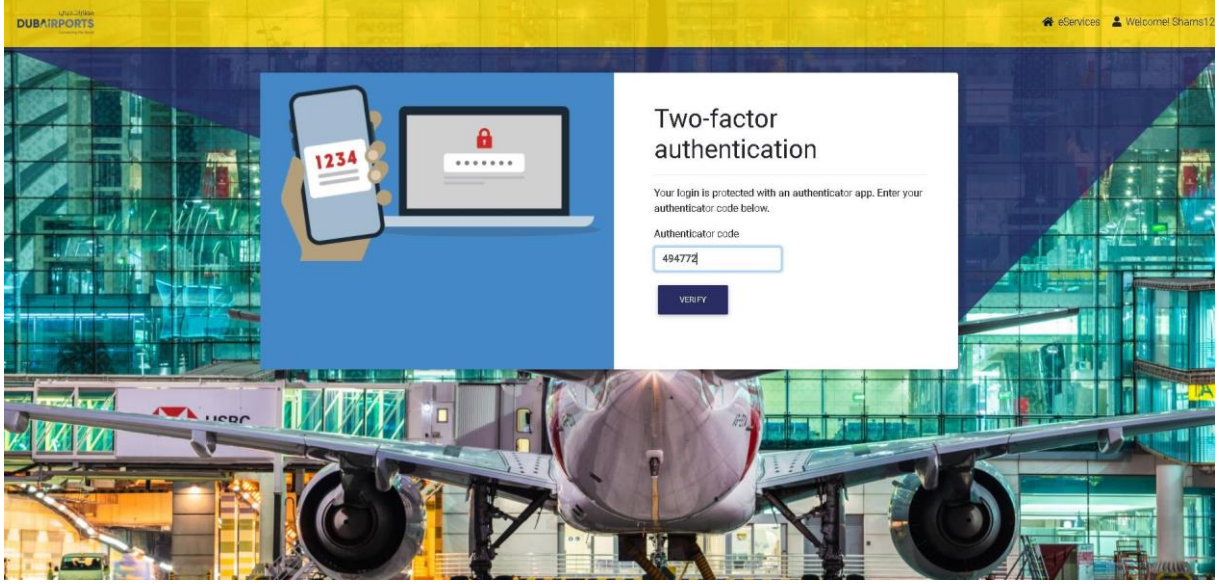 DUBAIRPORTS
eServices
Welcome! Shams12
1234
Two-factor
authentication
Your login is protected with an authenticator app. Enter your
authenticator code below.
Authenticator code
494772
VERIFY
HSBC
A